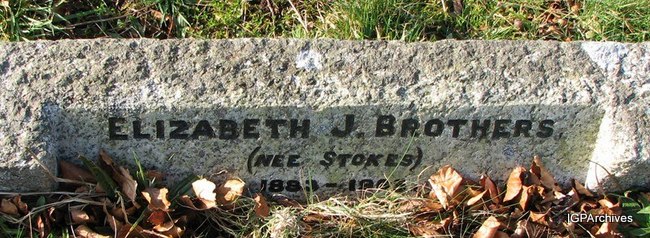 ELIZABETH J. BROTHERS,
(NEE STOKES)
IGPArchives